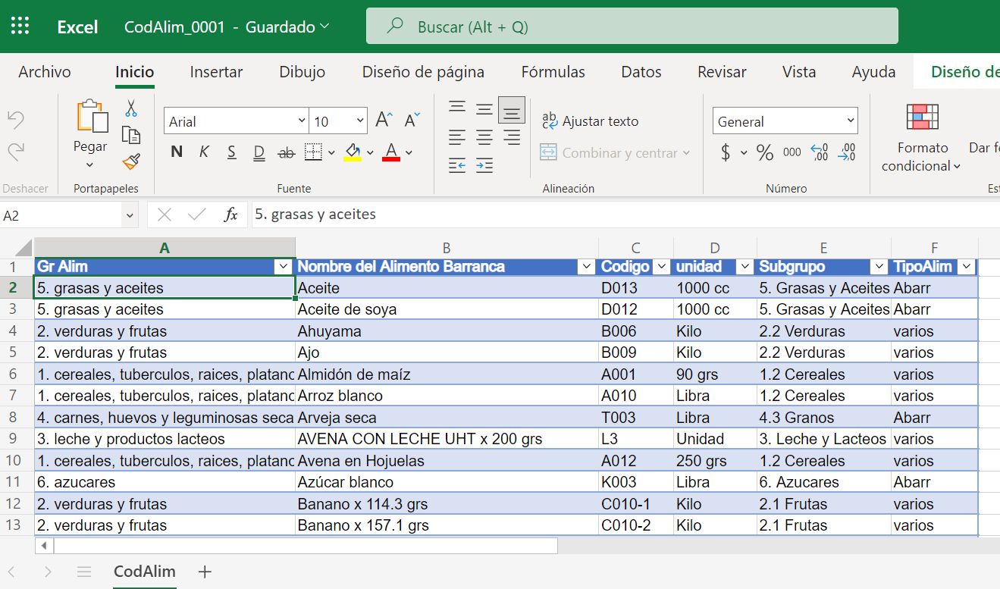 Excel CodAlim_0001 - Guardado Buscar (Alt + Q)
Archivo Inicio Insertar Dibujo Diseño de página Fórmulas Datos Revisar Vista Ayuda Diseño de
Arial 10 ab c Ajustar texto General
Pegar N K S D ab A $ % 000 Combinar y centrar Formato condicional Dar f
Deshacer Portapapeles Fuente Alineación Número Est
A2 fx 5. grasas y aceites
A B C D E F
1 Gr Alim Nombre del Alimento Barranca Codigo unidad Subgrupo TipoAlim
2 5. grasas y aceites Aceite D013 1000 cc 5. Grasas y Aceites Abarr
3 5. grasas y aceites Aceite de soya D012 1000 cc 5. Grasas y Aceites Abarr
4 2. verduras y frutas Ahuyama B006 Kilo 2.2 Verduras varios
5 2. verduras y frutas Ajo B009 Kilo 2.2 Verduras varios
6 1. cereales, tuberculos, raices, platanc Almidón de maíz A001 90 grs 1.2 Cereales varios
7 1. cereales, tuberculos, raices, platanc Arroz blanco A010 Libra 1.2 Cereales varios
8 4. carnes, huevos y leguminosas seca Arveja seca T003 Libra 4.3 Granos Abarr
9 3. leche y productos lacteos AVENA CON LECHE UHT x 200 grs L3 Unidad 3. Leche y Lacteos varios
10 1. cereales, tuberculos, raices, platanc Avena en Hojuelas A012 250 grs 1.2 Cereales varios
11 6. azucares Azúcar blanco K003 Libra 6. Azucares Abarr
12 2. verduras y frutas Banano x 114.3 grs C010-1 Kilo 2.1 Frutas varios
13 2. verduras y frutas Banano x 157.1 grs C010-2 Kilo 2.1 Frutas varios
CodAlim